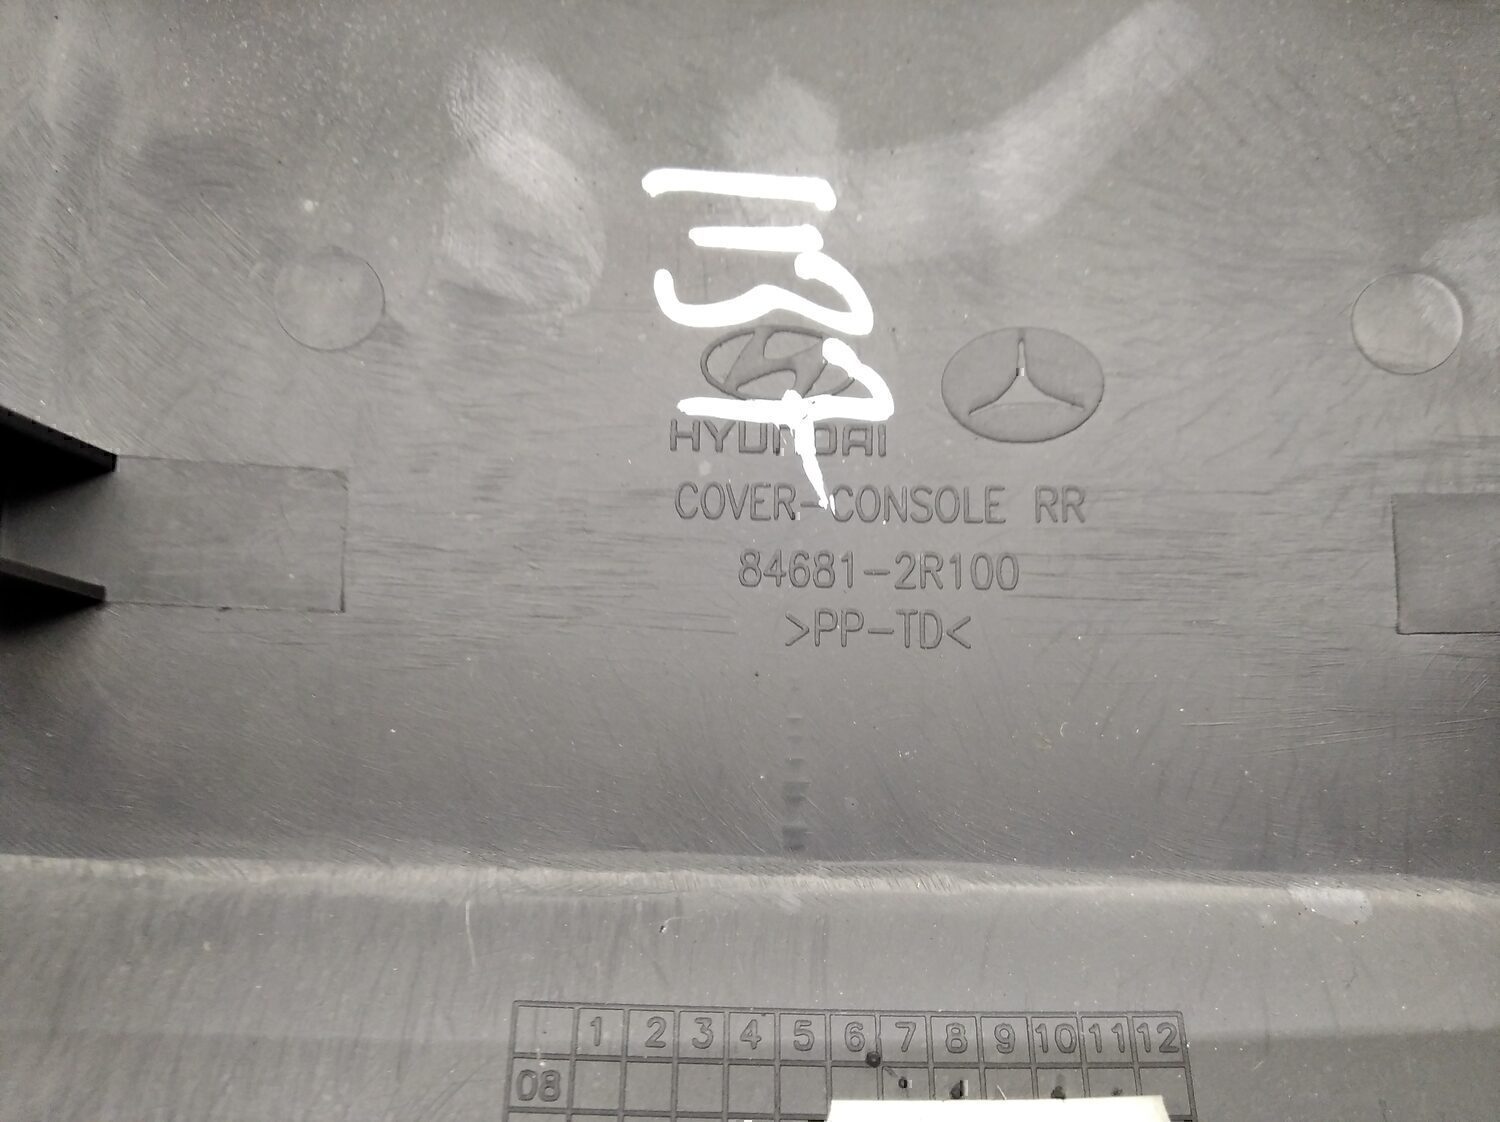 1137
HYUNDAI
COVER-CONSOLE RR
84681-2R100
>PP-TD<
1 2 3 4 5 6 7 8 9 10 11 12
08